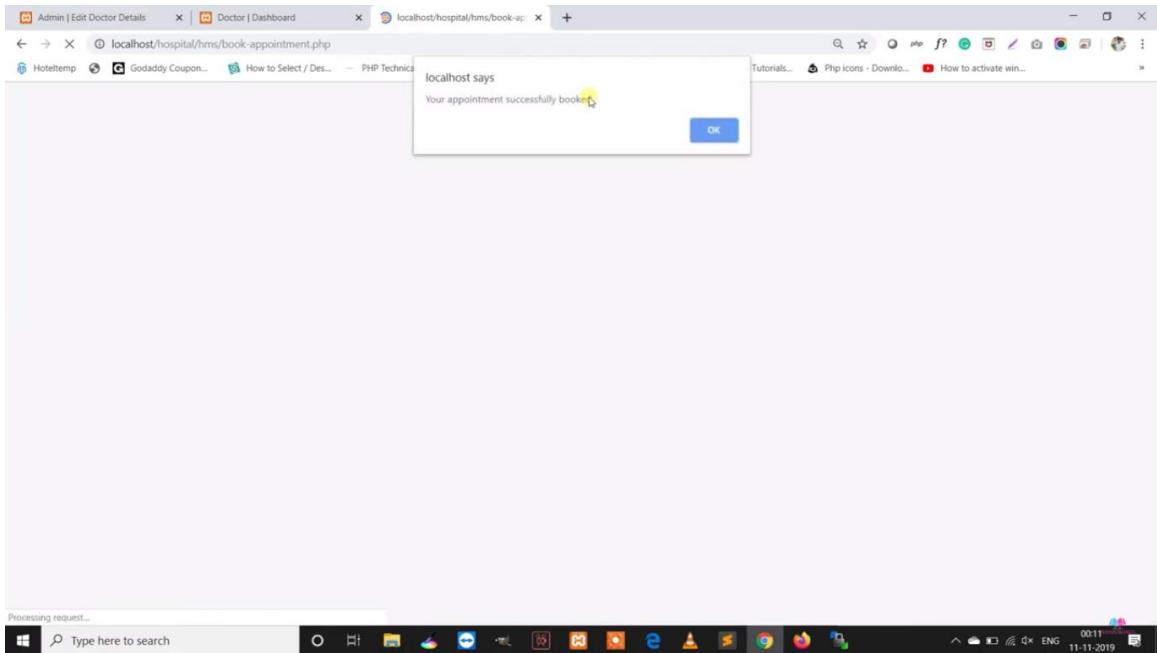 Admin | Edit Doctor Details
Doctor | Dashboard
localhost/hospital/hms/book-ap
localhost/hospital/hms/book-appointment.php
php f?
Hoteltemp Godaddy Coupon... How to Select / Des... PHP Technica Tutorials... Php icons - Downlo... How to activate win...
localhost says
Your appointment successfully booked
OK
Processing request...
Type here to search
ENG
00:11
11-11-2019